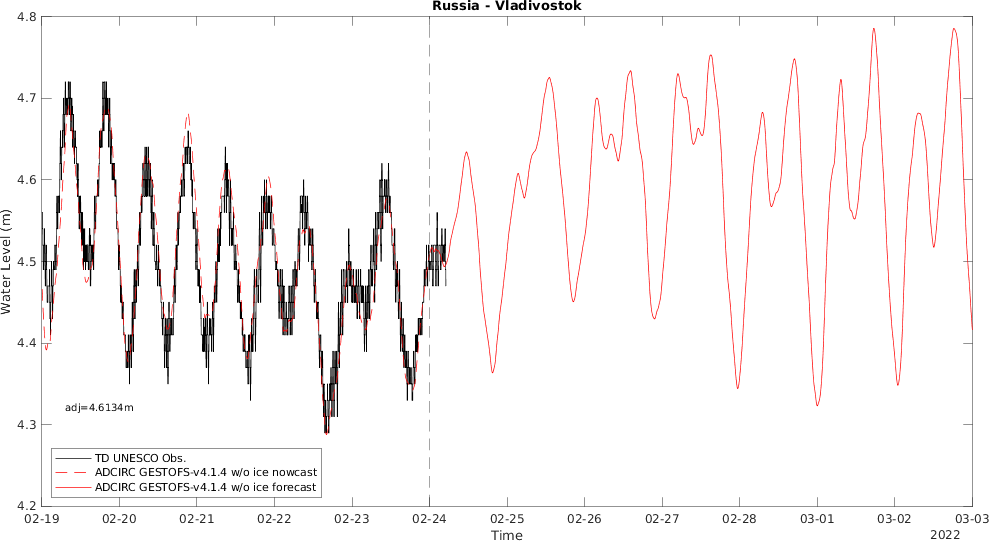 Russia - Vladivostok
4.8
4.7
4.6
4.5
4.4
4.3
4.2
Water Level (m)
adj=4.6134m
TD UNESCO Obs.
ADCIRC GESTOFS-v4.1.4 w/o ice nowcast
ADCIRC GESTOFS-v4.1.4 w/o ice forecast
02-19 02-20 02-21 02-22 02-23 02-24 02-25 02-26 02-27 02-28 03-01 03-02 03-03
Time
2022